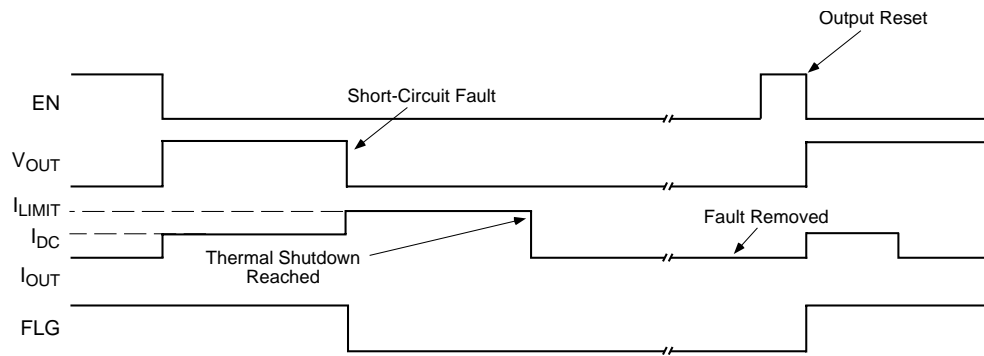 Output Reset
EN
Short-Circuit Fault
VOUT
ILIMIT
Fault Removed
IDC
Thermal Shutdown
Reached
IOUT
FLG